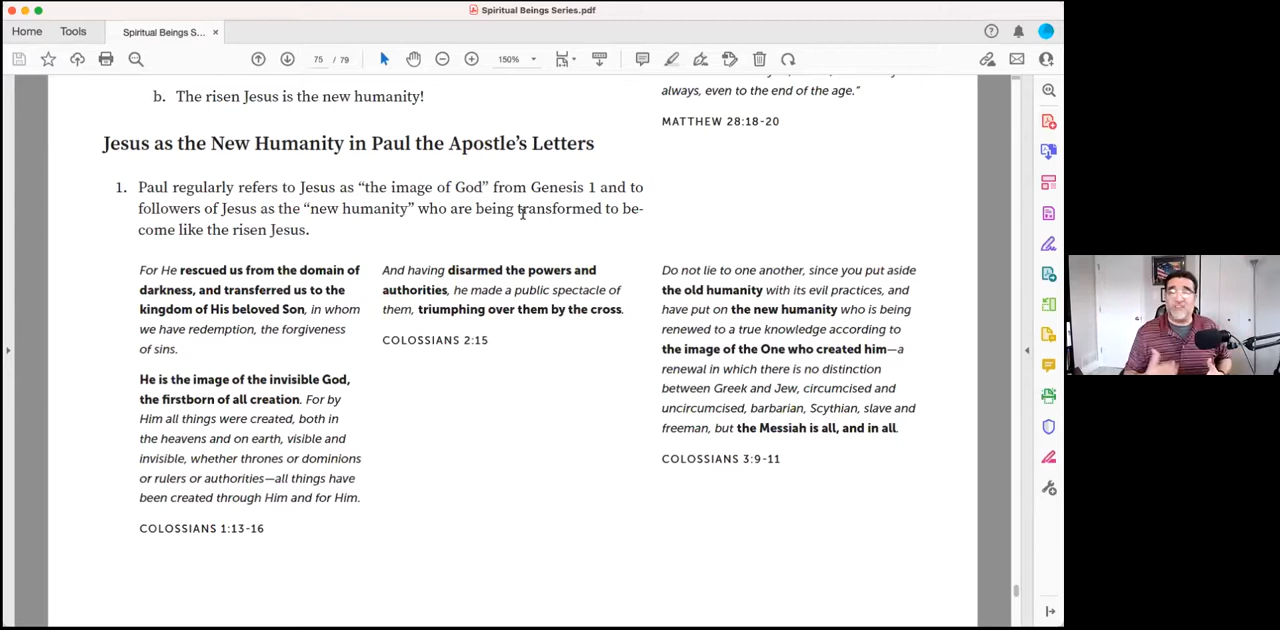 Spiritual Beings Series.pdf
Home
Tools
Spiritual Beings S... ×
75 / 79
150%
b. The risen Jesus is the new humanity!
always, even to the end of the age.”
MATTHEW 28:18-20
Jesus as the New Humanity in Paul the Apostle’s Letters
1. Paul regularly refers to Jesus as “the image of God” from Genesis 1 and to
followers of Jesus as the “new humanity” who are being transformed to be-
come like the risen Jesus.
For He rescued us from the domain of
darkness, and transferred us to the
kingdom of His beloved Son, in whom
we have redemption, the forgiveness
of sins.
He is the image of the invisible God,
the firstborn of all creation. For by
Him all things were created, both in
the heavens and on earth, visible and
invisible, whether thrones or dominions
or rulers or authorities—all things have
been created through Him and for Him.
COLOSSIANS 1:13-16
And having disarmed the powers and
authorities, he made a public spectacle of
them, triumphing over them by the cross.
COLOSSIANS 2:15
Do not lie to one another, since you put aside
the old humanity with its evil practices, and
have put on the new humanity who is being
renewed to a true knowledge according to
the image of the One who created him—a
renewal in which there is no distinction
between Greek and Jew, circumcised and
uncircumcised, barbarian, Scythian, slave and
freeman, but the Messiah is all, and in all.
COLOSSIANS 3:9-11